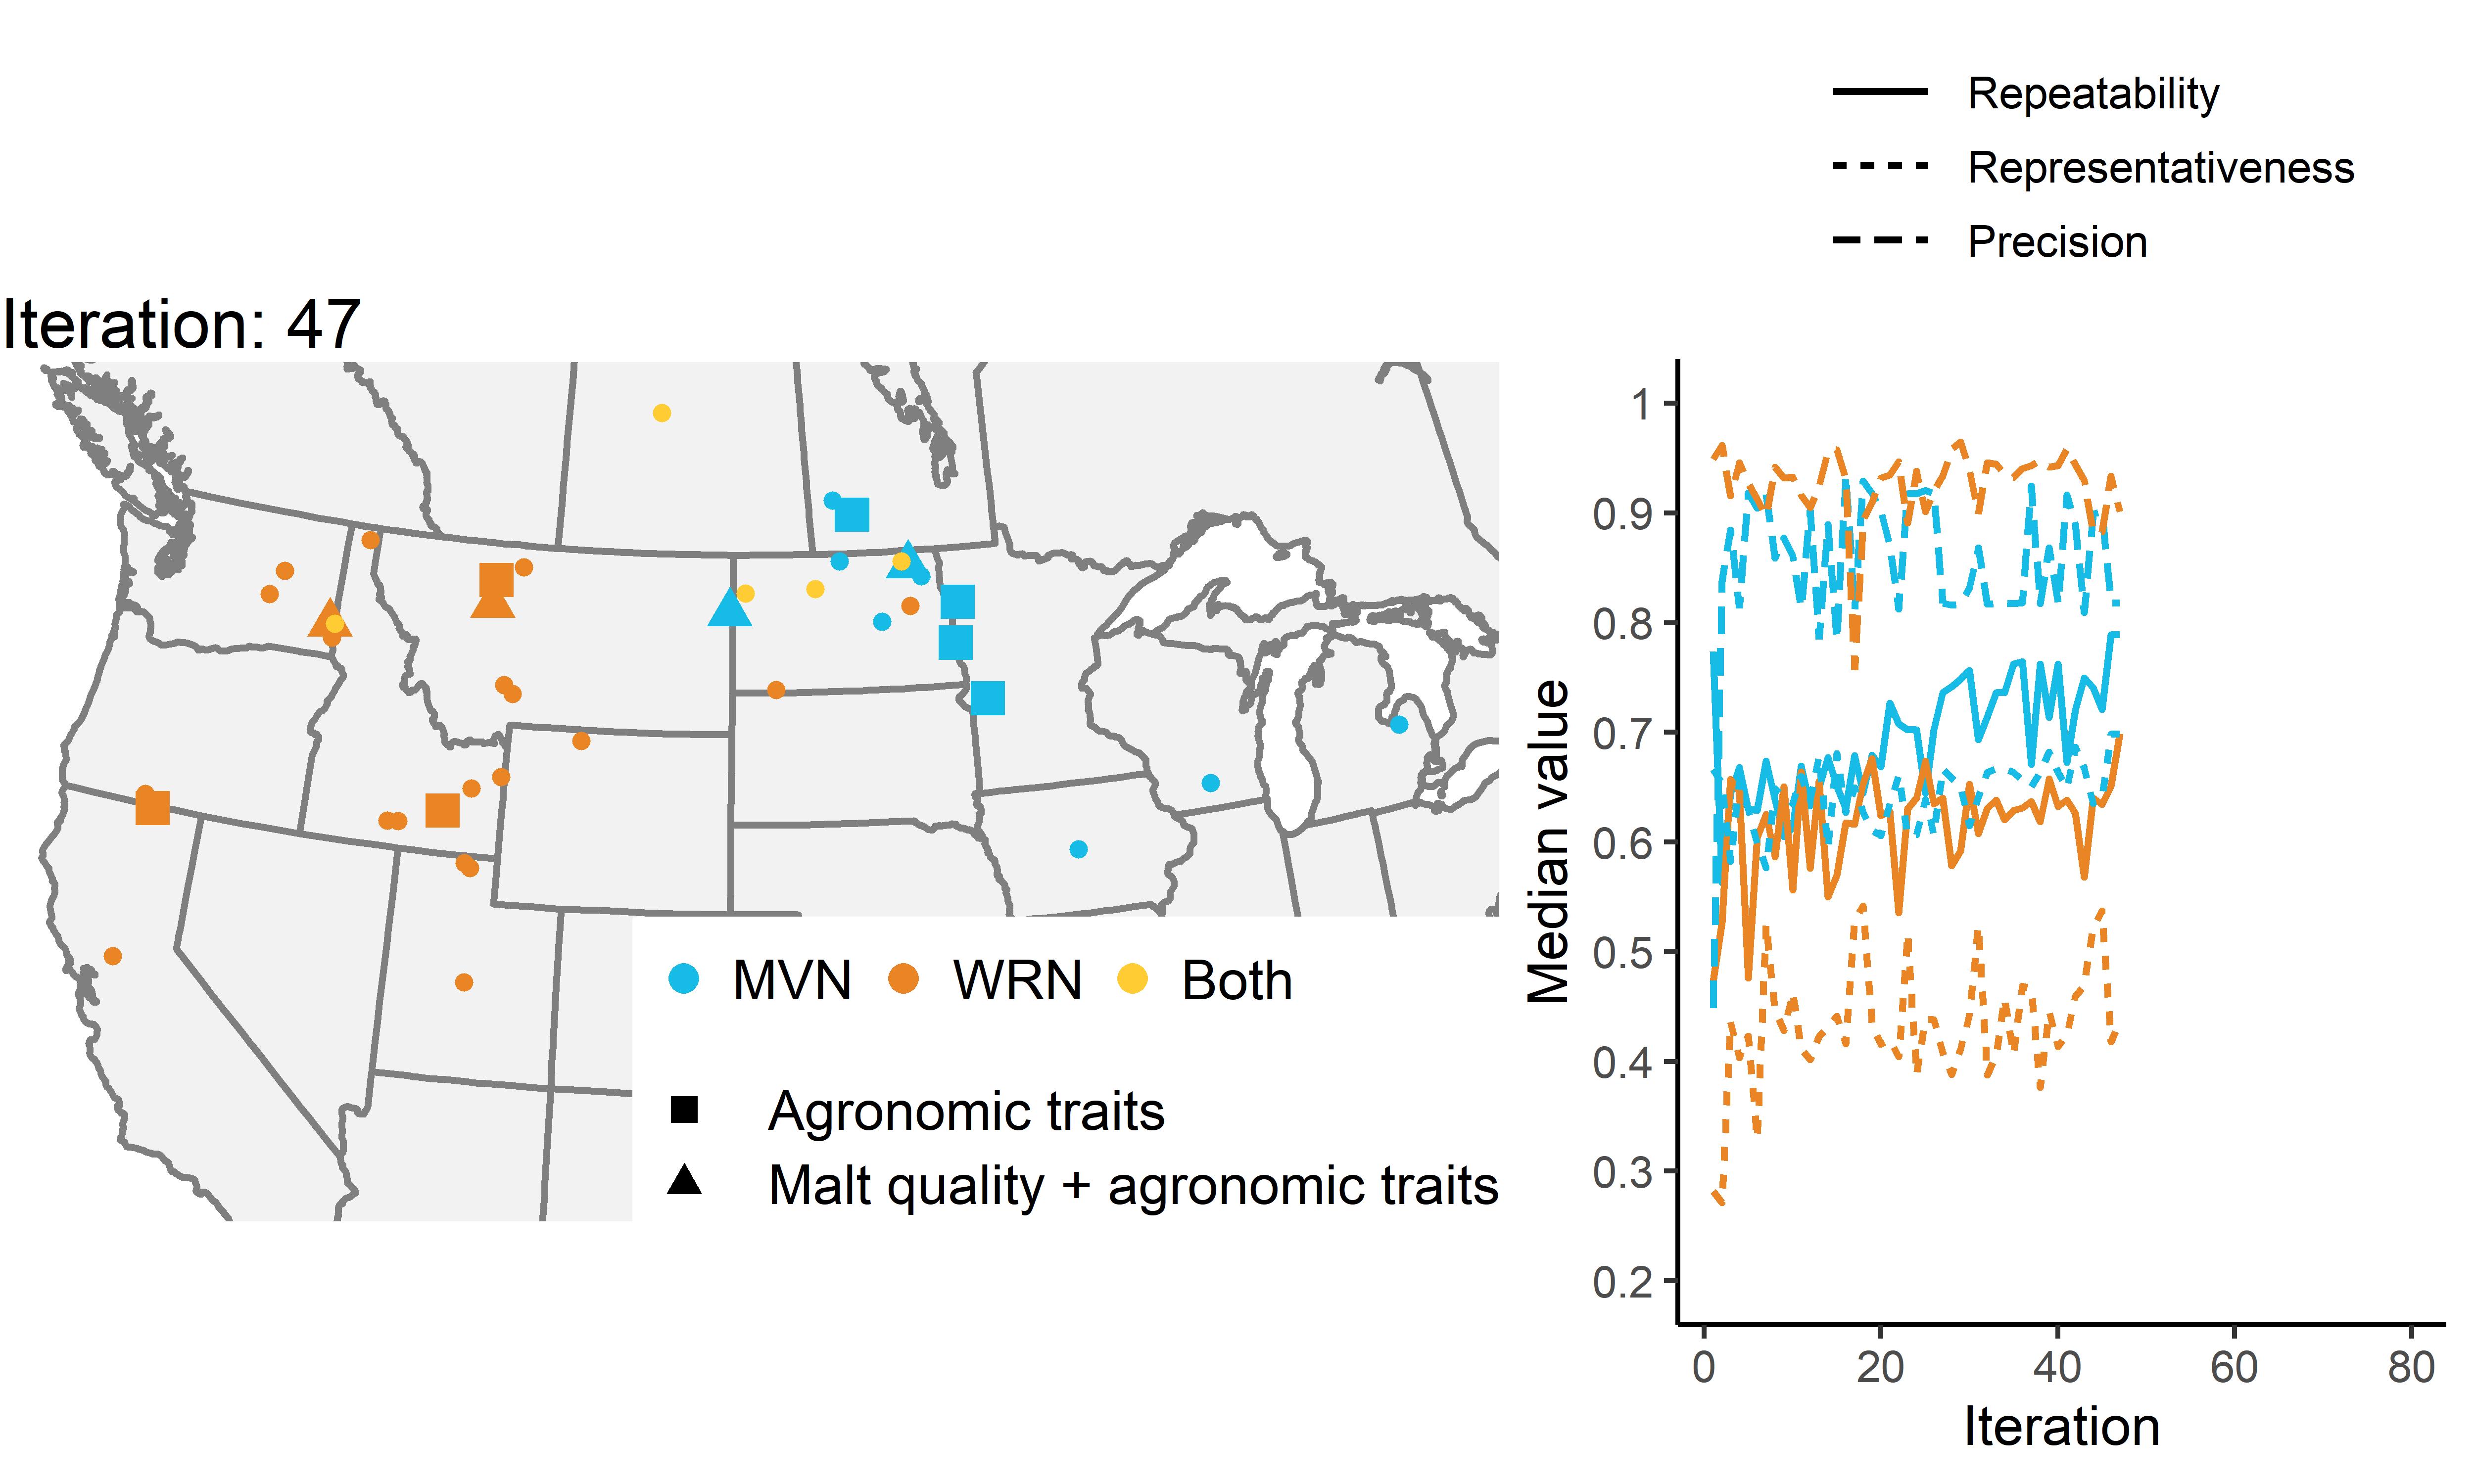 Repeatability
Representativeness
Precision
Iteration: 47
MVN WRN Both
Agronomic traits
Malt quality + agronomic traits
Median value
1
0.9
0.8
0.7
0.6
0.5
0.4
0.3
0.2
0 20 40 60 80
Iteration